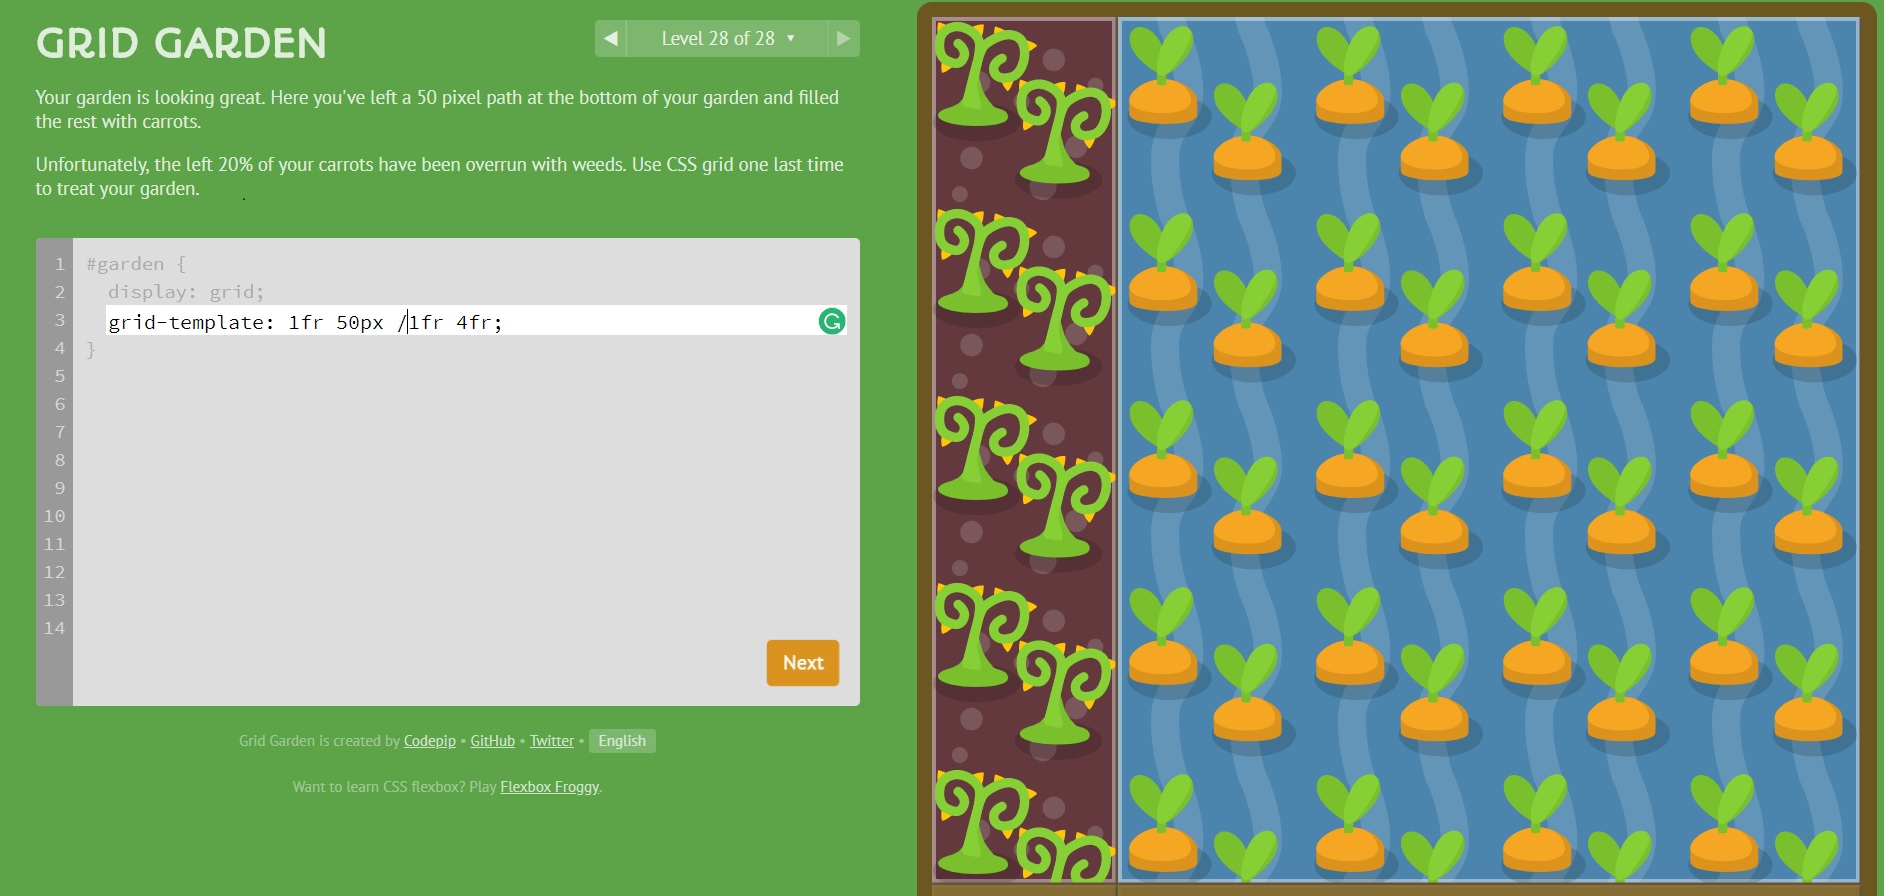 GRID GARDEN
◀ Level 28 of 28 ▼ ▶
Your garden is looking great. Here you've left a 50 pixel path at the bottom of your garden and filled
the rest with carrots.
Unfortunately, the left 20% of your carrots have been overrun with weeds. Use CSS grid one last time
to treat your garden.
1 #garden {
2 display: grid;
3 grid-template: 1fr 50px /1fr 4fr;
4 }
5
6
7
8
9
10
11
12
13
14
Next
Grid Garden is created by Codepip • GitHub • Twitter • English
Want to learn CSS flexbox? Play Flexbox Froggy.